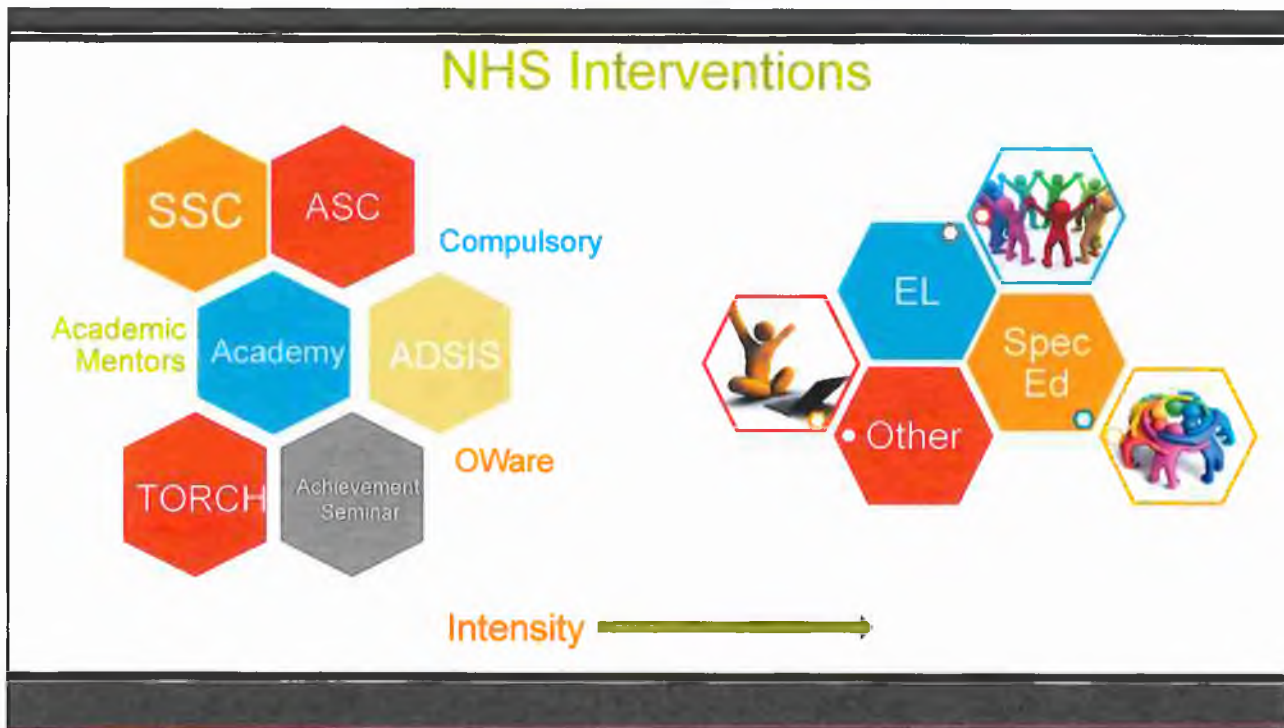 NHS Interventions
SSC
ASC
Compulsory
Academic
Mentors
Academy
ADSIS
OWare
TORCH
Achievement
Seminar
EL
Spec
Ed
Other
Intensity